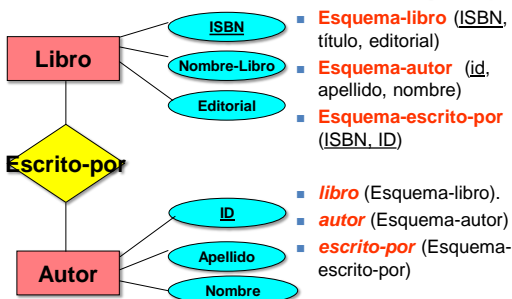 ISBN
Libro
Nombre-Libro
Editorial
Escrito-por
ID
Apellido
Autor
Nombre
Esquema-libro (ISBN,
título, editorial)
Esquema-autor (id,
apellido, nombre)
Esquema-escrito-por
(ISBN, ID)
libro (Esquema-libro).
autor (Esquema-autor)
escrito-por (Esquema-
escrito-por)